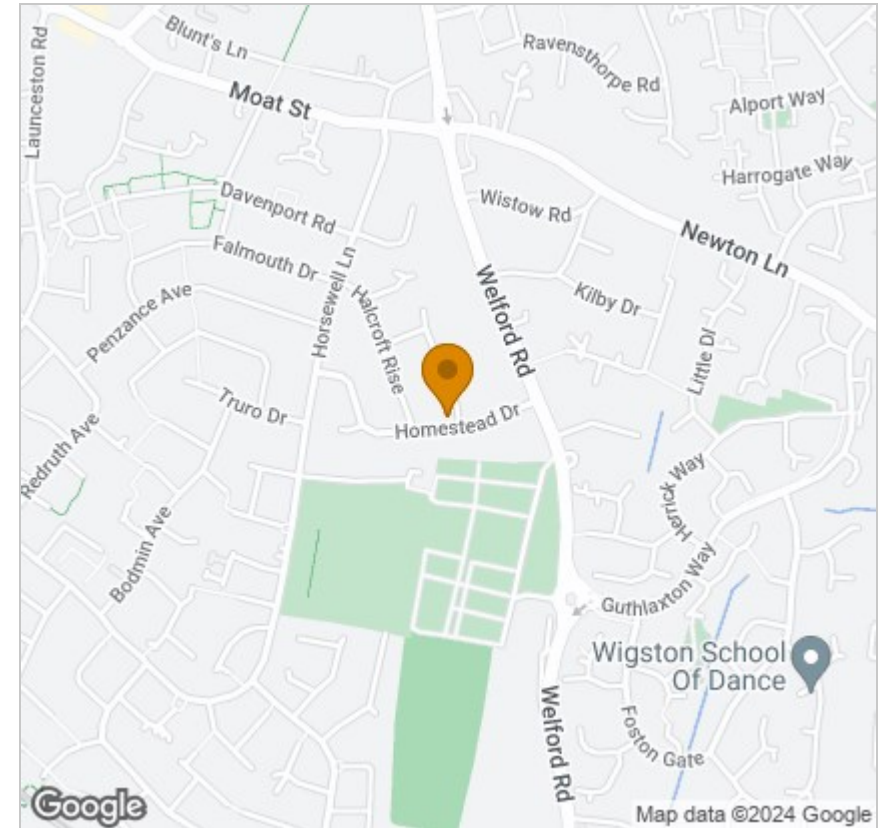 Blunt's Ln
Launceston Rd
Moat St
Ravensthorpe Rd
Alport Way
Harrogate Way
Davenport Rd
Wistow Rd
Newton Ln
Falmouth Dr
Horsewell Ln
Welford Rd
Kilby Dr
Penzance Ave
Halcroft Rise
Little Dl
Truro Dr
Homestead Dr
Redruth Ave
Herrick Way
Bodmin Ave
Guthlaxton Way
Wigston School
Of Dance
Welford Rd
Foston Gate
Google
Map data ©2024 Google